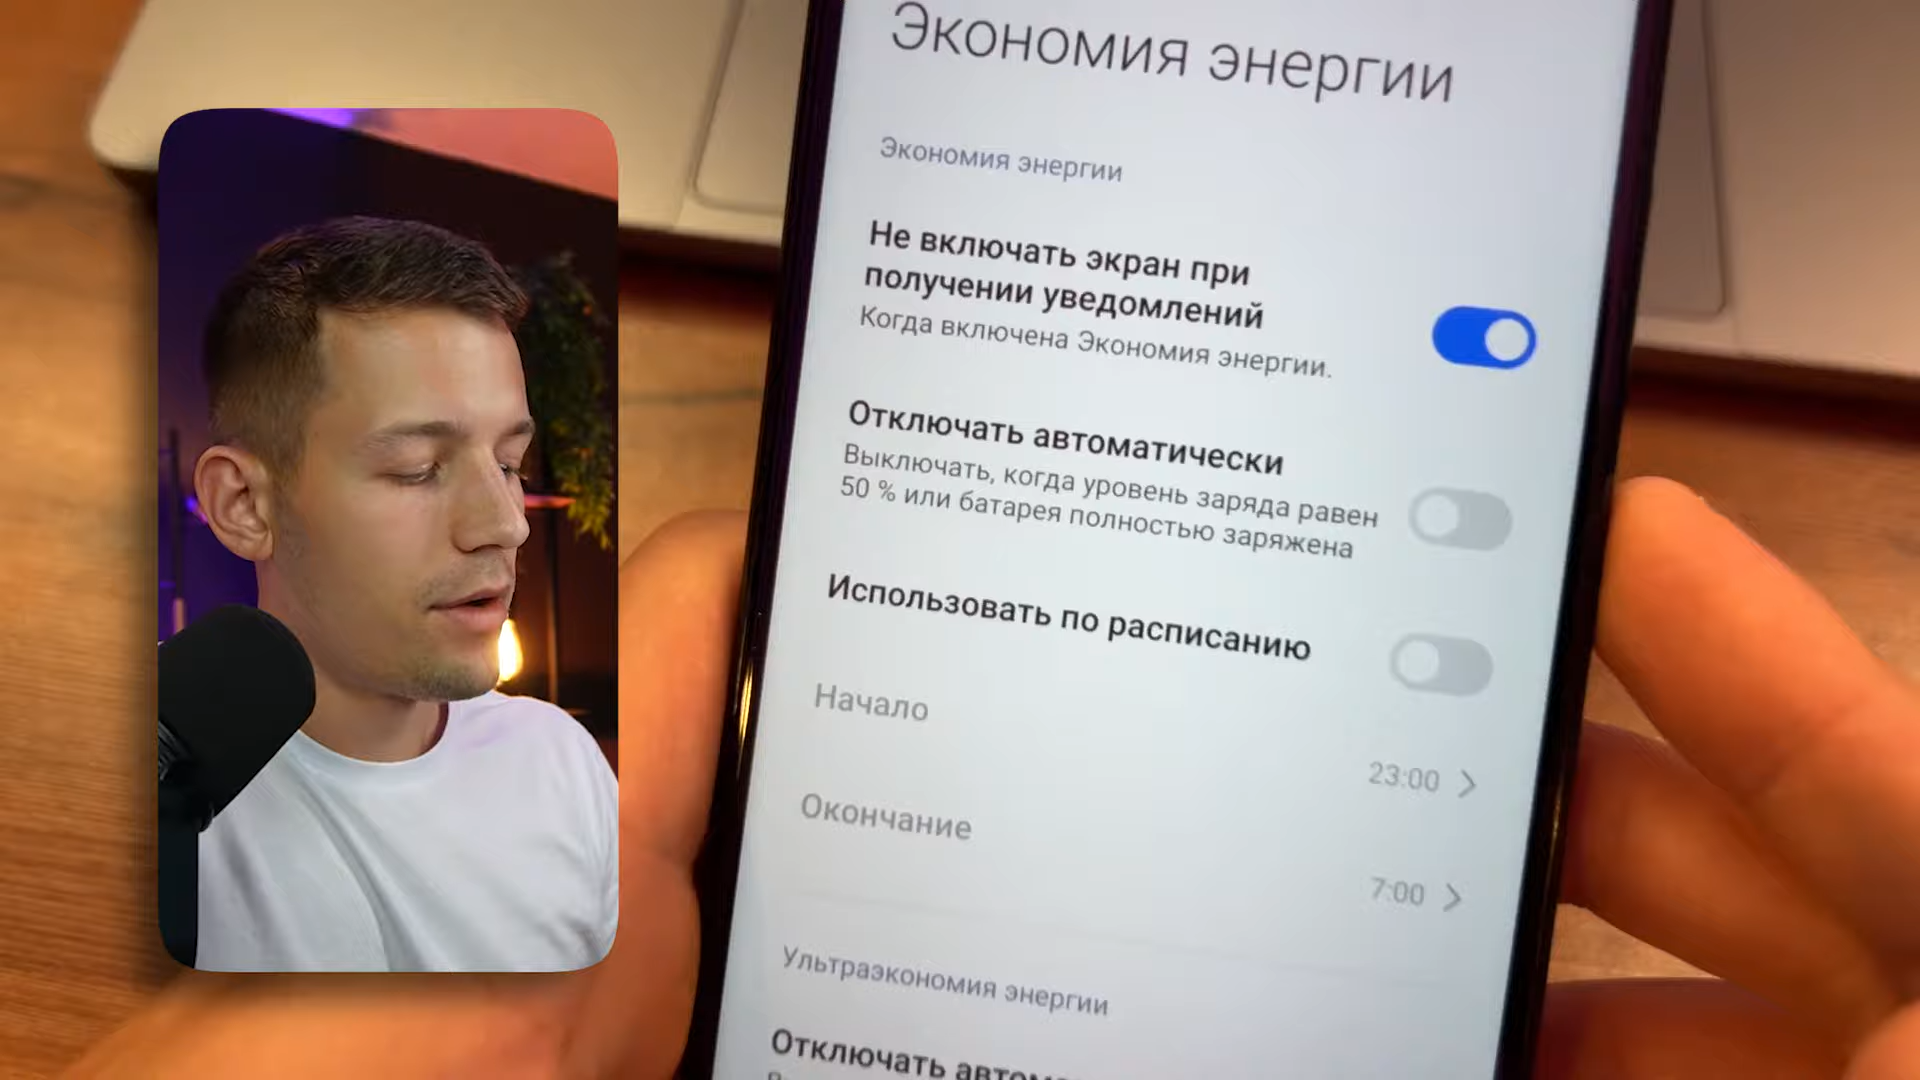 Экономия энергии
Экономия энергии
Не включать экран при
получении уведомлений
Когда включена Экономия энергии.
Отключать автоматически
Выключать, когда уровень заряда равен
50 % или батарея полностью заряжена
Использовать по расписанию
Начало
23:00
Окончание
7:00
Ультраэкономия энергии
Отключать